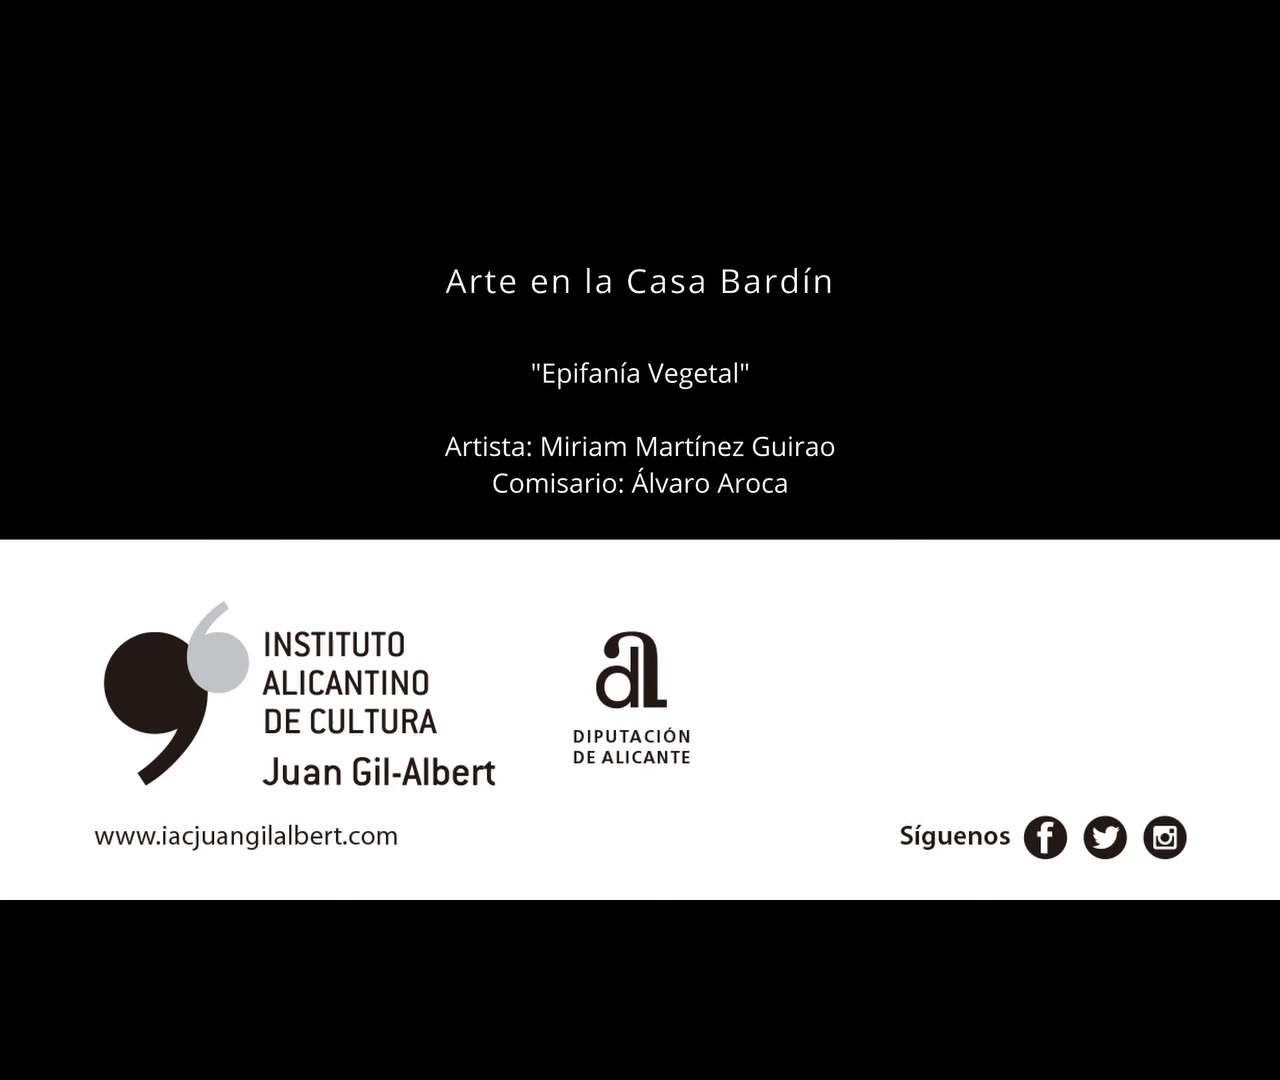 Arte en la Casa Bardín
"Epifanía Vegetal"
Artista: Miriam Martínez Guirao
Comisario: Álvaro Aroca
INSTITUTO
ALICANTINO
DE CULTURA
Juan Gil-Albert
DIPUTACIÓN
DE ALICANTE
www.iacjuangilalbert.com
Síguenos